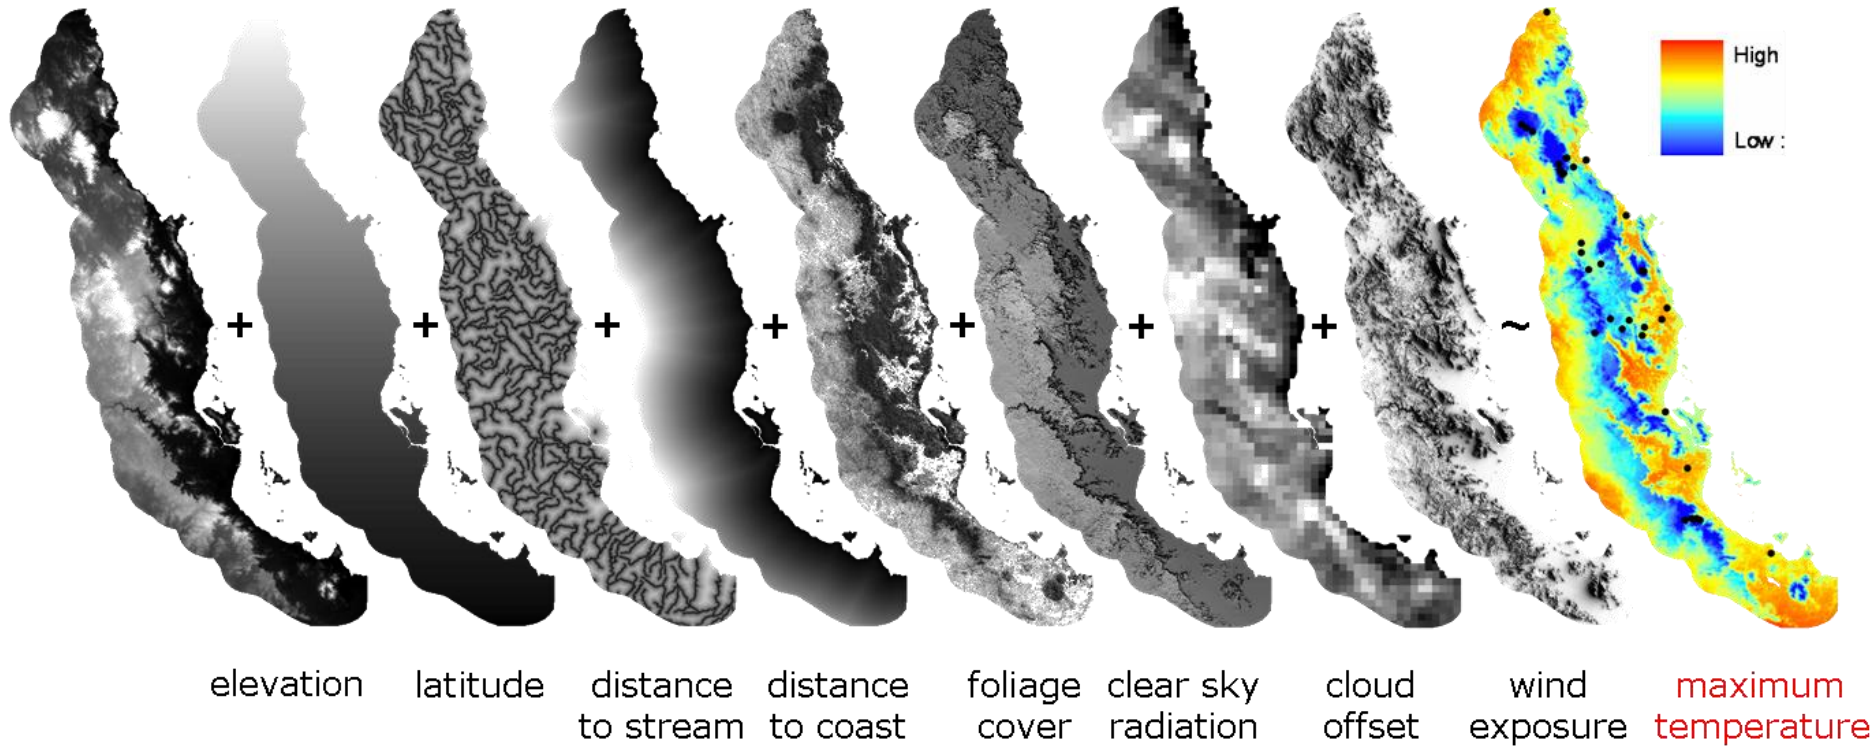 High
Low :
+ + + + + + + ~
elevation latitude distance distance foliage clear sky cloud wind maximum
to stream to coast cover radiation offset exposure temperature